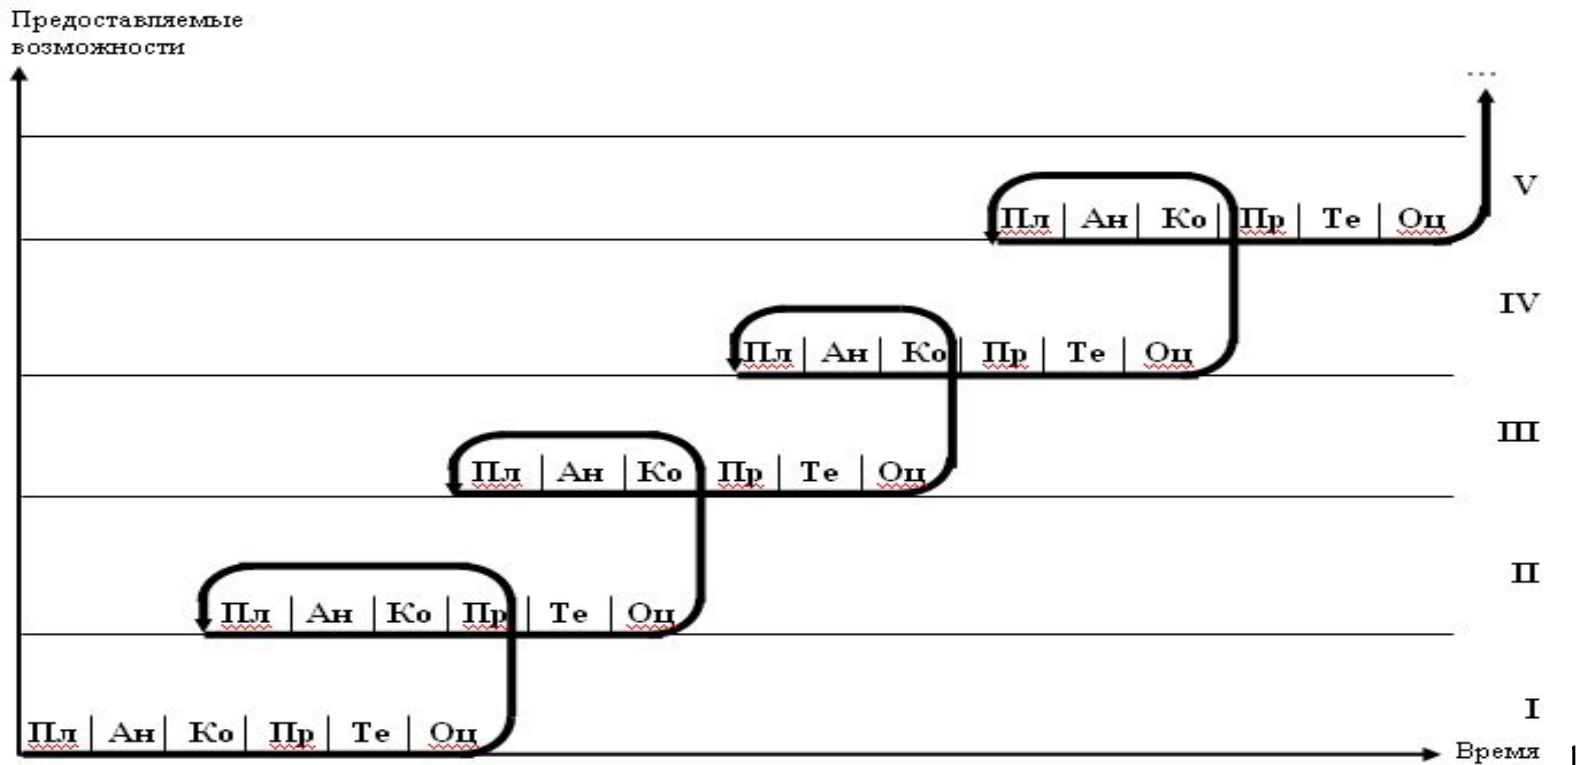 Предоставляемые
возможности
...
V
Пл Ан Ко Пр Те Оц
IV
Пл Ан Ко Пр Те Оц
III
Пл Ан Ко Пр Те Оц
II
Пл Ан Ко Пр Те Оц
I
Пл Ан Ко Пр Те Оц
Время